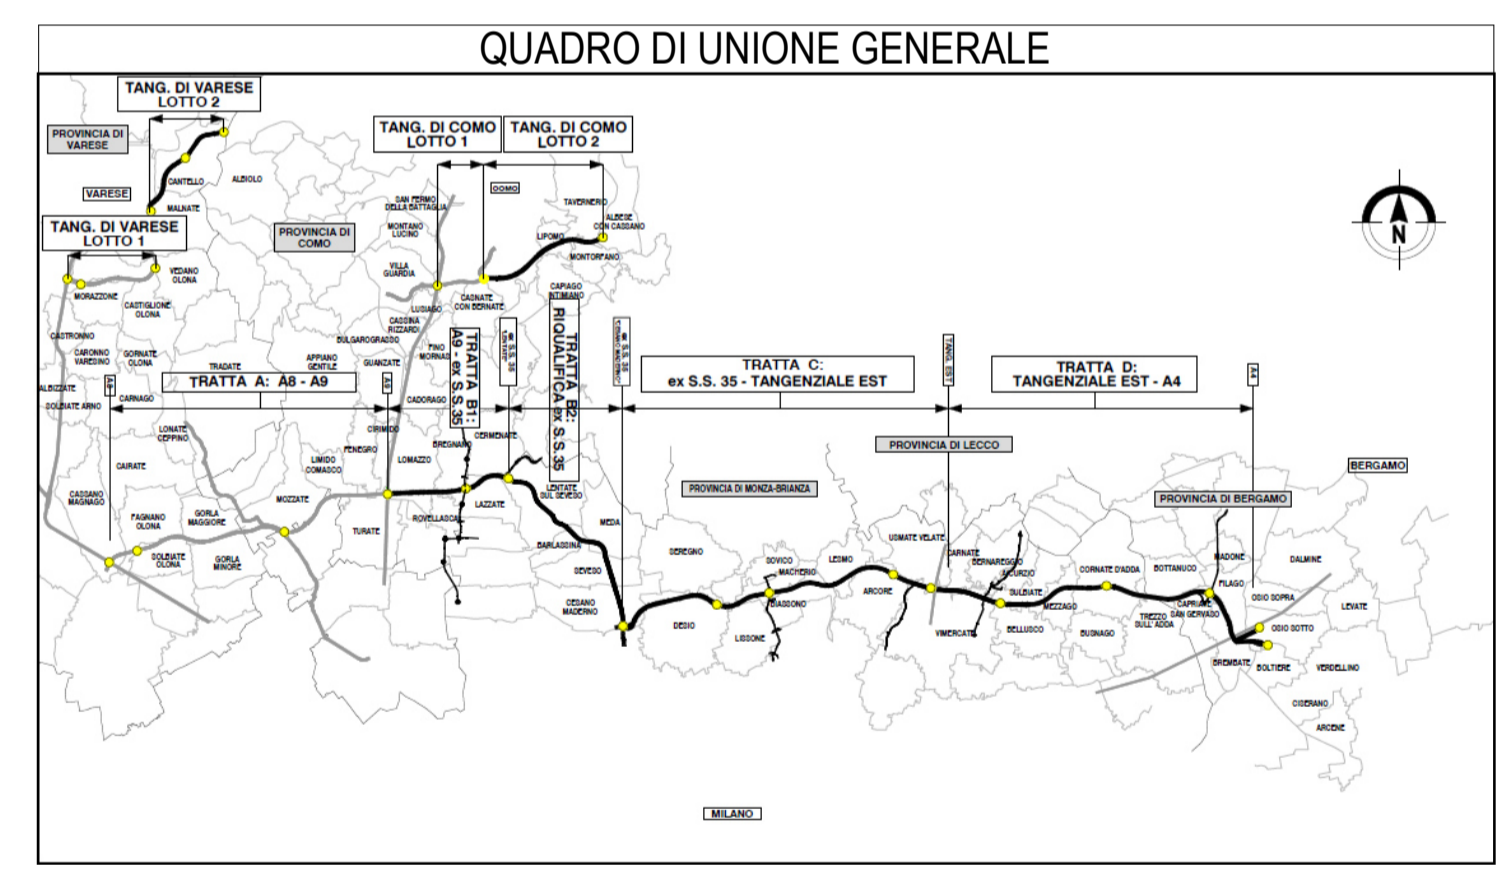 QUADRO DI UNIONE GENERALE
TANG. DI VARESE
LOTTO 2
PROVINCIA DI
VARESE
CANTELLO
ALBIOLO
VARESE
MALNATE
TANG. DI VARESE
LOTTO 1
VEDANO
OLONA
MORAZZONE
CASTIGLIONE
OLONA
PROVINCIA DI
COMO
TANG. DI COMO
LOTTO 1
TANG. DI COMO
LOTTO 2
COMO
SAN FERMO
DELLA BATTAGLIA
MONTANO
LUCINO
VILLA
GUARDIA
TAVERNERIO
ALBESE
CON CASSANO
LIPOMO
MONTORFANO
CAPIAGO
INTIMIANO
CASNATE
CON BERNATE
LUISAGO
CASSINA
RIZZARDI
BULGAROGRASSO
FINO
MORNAS
GUANZATE
APPIANO
GENTILE
TRADATE
CASTRONNO
CARONNO
VARESINO
GORNATE
OLONA
ALBIZZATE
SOLBIATE ARNO
CARNAGO
A8
TRATTA A: A8 - A9
A9
CADORAGO
TRATTA B1:
A9 - ex S.S.35
ex S.S. 35
TRATTA B2:
RIQUALIFICA ex S.S.35
ex S.S. 35
TRATTA C:
ex S.S. 35 - TANGENZIALE EST
TANG. EST
TRATTA D:
TANGENZIALE EST - A4
A4
LONATE
CEPPINO
CIRIMIDO
FENEGRO
LIMIDO
COMASCO
LOMAZZO
BREGNANO
CERMENATE
CAIRATE
CASSANO
MAGNAGO
MOZZATE
FAGNANO
OLONA
GORLA
MAGGIORE
TURATE
ROVELLASCA
LAZZATE
LENTATE
SUL SEVESO
MEDA
SOLBIATE
OLONA
GORLA
MINORE
BARLASSINA
SEVESO
CESANO
MADERNO
PROVINCIA DI MONZA-BRIANZA
PROVINCIA DI LECCO
BERGAMO
PROVINCIA DI BERGAMO
SEREGNO
SOVICO
MACHERIO
LESMO
USMATE VELATE
CARNATE
BERNAREGGIO
AICURZIO
SULBIATE
CORNATE D'ADDA
BOTTANUCO
MADONE
DALMINE
FILAGO
OSIO SOPRA
LEVATE
DESIO
BIASSONO
LISSONE
ARCORE
VIMERCATE
BELLUSCO
MEZZAGO
BUSNAGO
TREZZO
SULL' ADDA
CAPRIATE
SAN GERVASO
OSIO SOTTO
BREMBATE
BOLTIERE
VERDELLINO
CISERANO
ARCENE
MILANO
N